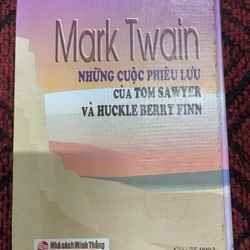 Mark Twain
NHỮNG CUỘC PHIÊU LƯU
CỦA TOM SAWYER
VÀ HUCKLE BERRY FINN
Nhà sách Minh Thắng